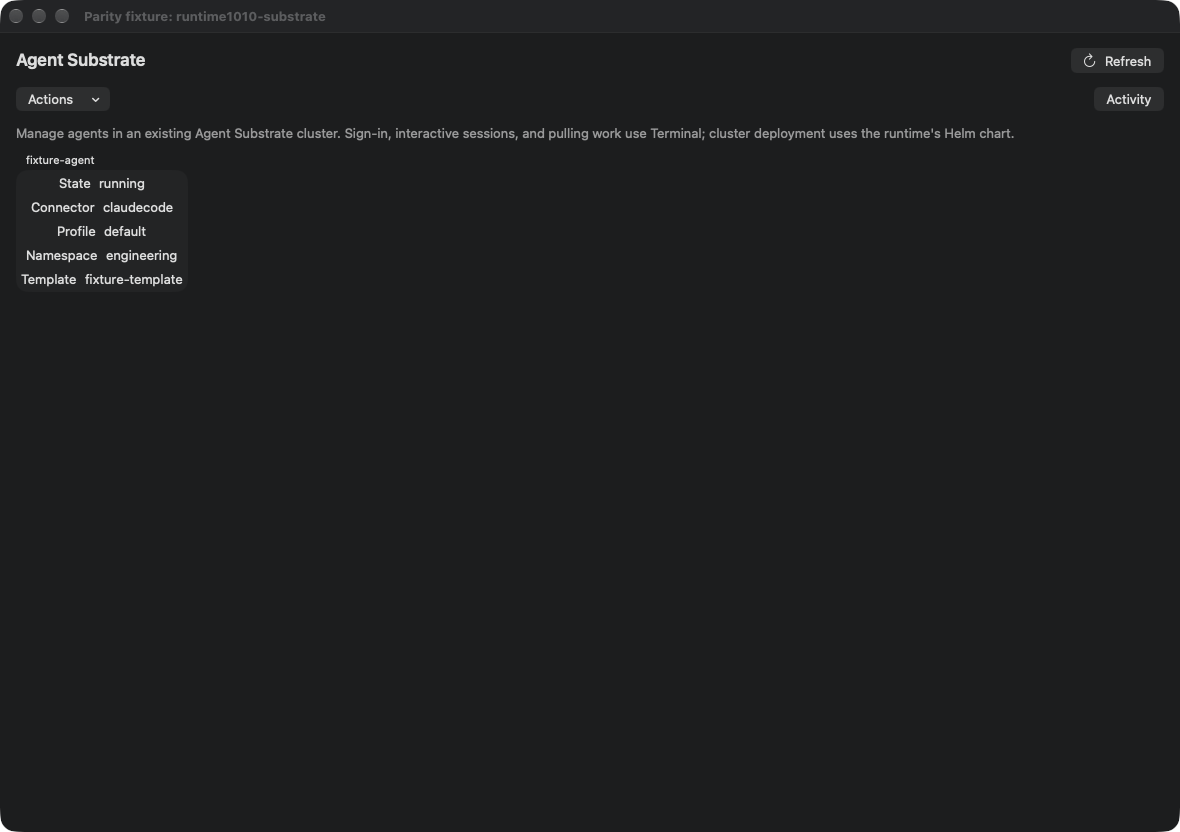 Parity fixture: runtime1010-substrate
Agent Substrate
Refresh
Actions
Activity
Manage agents in an existing Agent Substrate cluster. Sign-in, interactive sessions, and pulling work use Terminal; cluster deployment uses the runtime's Helm chart.
fixture-agent
State running
Connector claudecode
Profile default
Namespace engineering
Template fixture-template